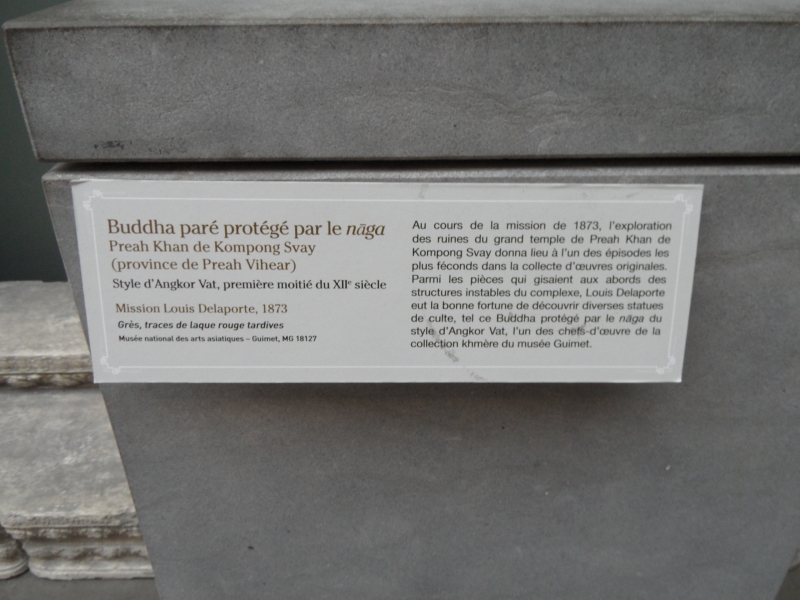 Buddha paré protégé par le nāga
Preah Khan de Kompong Svay
(province de Preah Vihear)
Style d'Angkor Vat, première moitié du XIIe siècle
Mission Louis Delaporte, 1873
Grès, traces de laque rouge tardives
Musée national des arts asiatiques – Guimet, MG 18127
Au cours de la mission de 1873, l'exploration
des ruines du grand temple de Preah Khan de
Kompong Svay donna lieu à l'un des épisodes les
plus féconds dans la collecte d'œuvres originales.
Parmi les pièces qui gisaient aux abords des
structures instables du complexe, Louis Delaporte
eut la bonne fortune de découvrir diverses statues
de culte, tel ce Buddha protégé par le nāga du
style d'Angkor Vat, l'un des chefs-d'œuvre de la
collection khmère du musée Guimet.